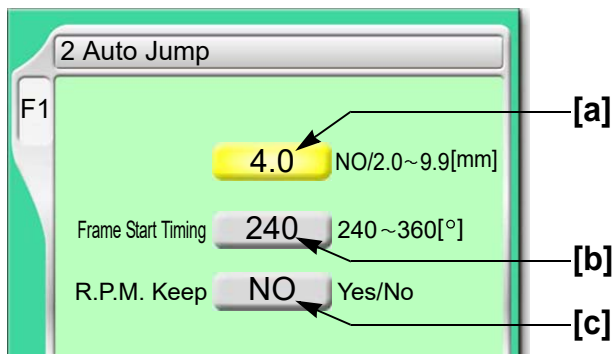 2 Auto Jump
F1
[a]
4.0 NO/2.0~9.9[mm]
Frame Start Timing 240 240~360[°]
[b]
R.P.M. Keep NO Yes/No
[c]